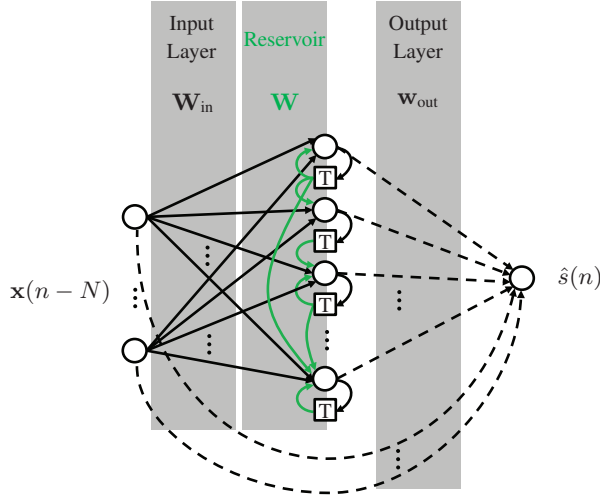 Input
Layer
W_in
Reservoir
W
Output
Layer
w_out
T
T
T
T
x(n − N)
ŝ(n)